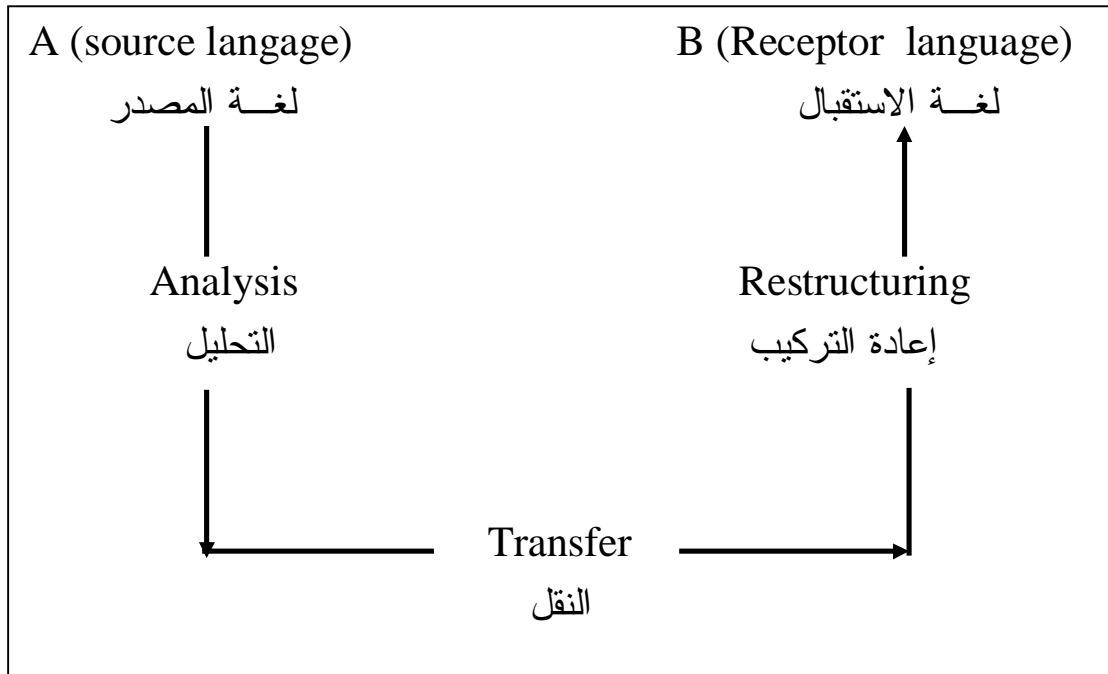 A (source langage)
لغـــة المصدر
B (Receptor language)
لغـــة الاستقبال
Analysis
التحليل
Restructuring
إعادة التركيب
Transfer
النقل